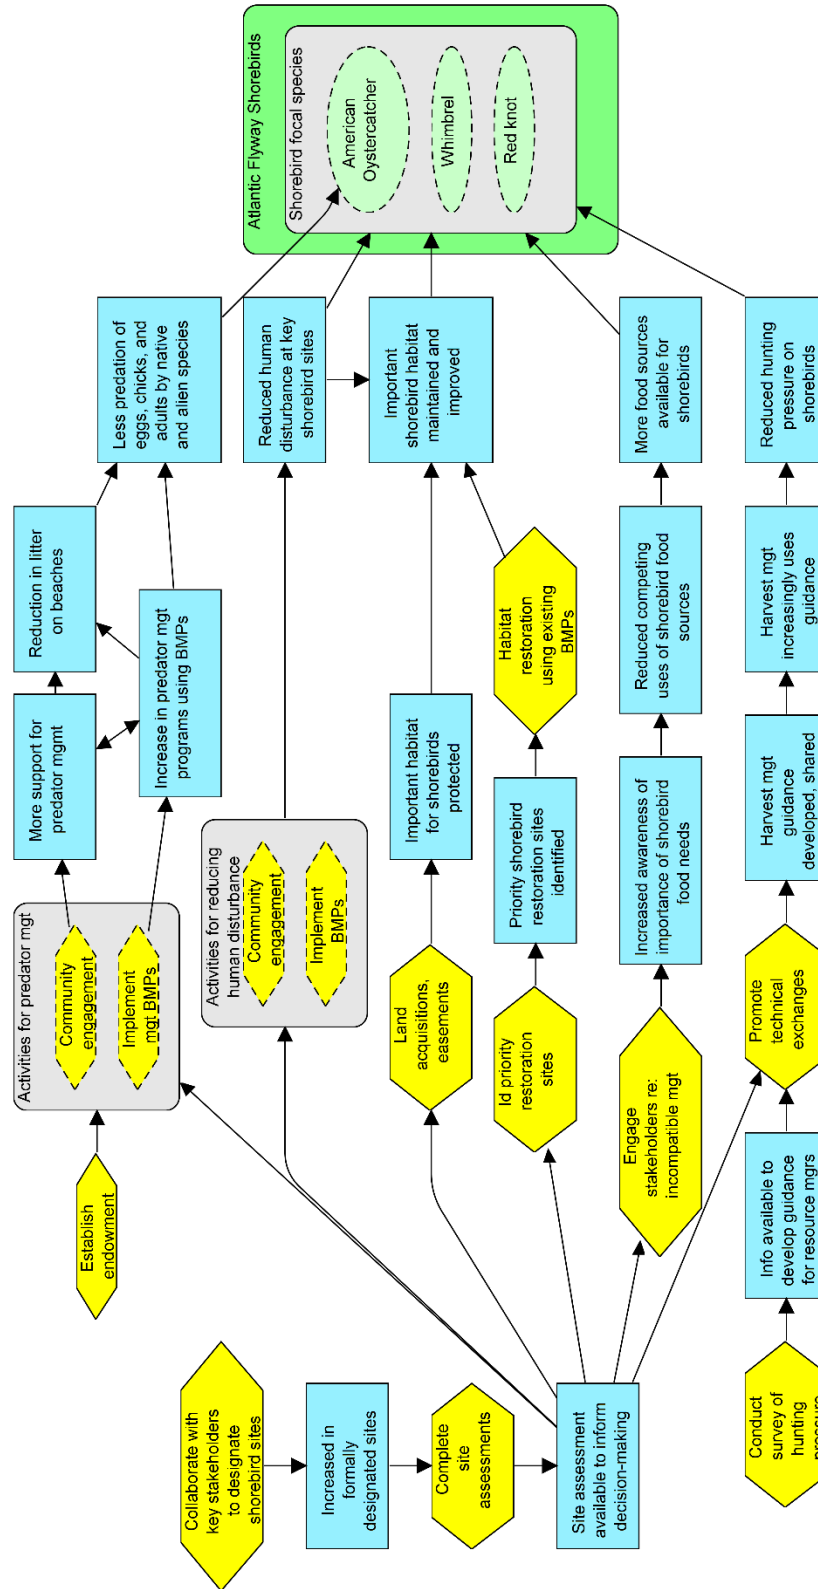 Collaborate with
key stakeholders
to designate
shorebird sites
Increased in
formally
designated sites
Complete
site
assessments
Site assessment
available to inform
decision-making
Conduct
survey of
hunting
pressure
Establish
endowment
Info available to
develop guidance
for resource mgrs
Activities for predator mgt
Community
engagement
Implement
mgt BMPs
Activities for reducing
human disturbance
Community
engagement
Implement
BMPs
Land
acquisitions,
easements
Id priority
restoration
sites
Engage
stakeholders re:
incompatible mgt
Promote
technical
exchanges
More support for
predator mgmt
Increase in predator mgt
programs using BMPs
Important habitat
for shorebirds
protected
Priority shorebird
restoration sites
identified
Increased awareness of
importance of shorebird
food needs
Harvest mgt
guidance
developed, shared
Reduction in litter
on beaches
Habitat
restoration
using existing
BMPs
Reduced competing
uses of shorebird food
sources
Harvest mgt
increasingly uses
guidance
Less predation of
eggs, chicks, and
adults by native
and alien species
Reduced human
disturbance at key
shorebird sites
Important
shorebird habitat
maintained and
improved
More food sources
available for
shorebirds
Reduced hunting
pressure on
shorebirds
Atlantic Flyway Shorebirds
Shorebird focal species
American
Oystercatcher
Whimbrel
Red knot